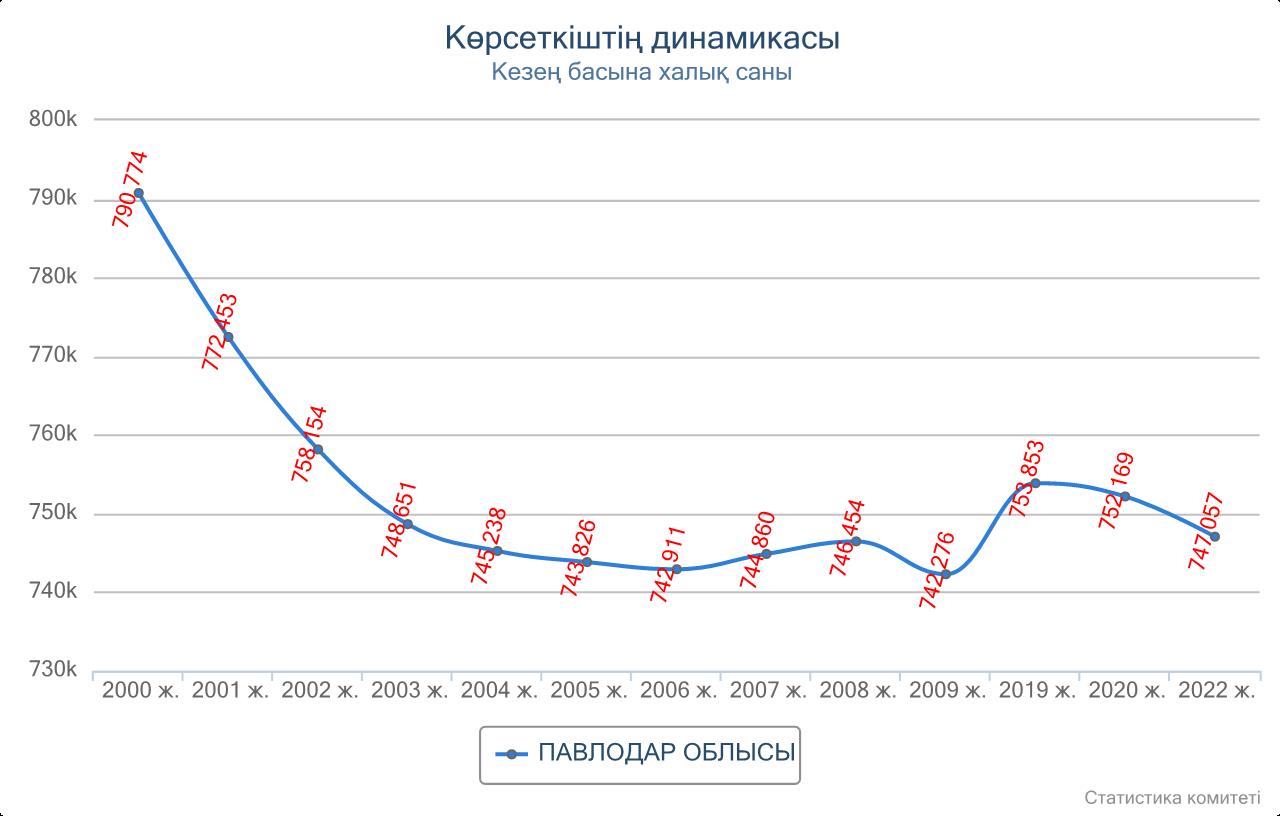 Көрсеткіштің динамикасы
Кезең басына халық саны
800k
790k
780k
770k
760k
750k
740k
730k
790 774
772 453
758 154
748 651
745 238
743 826
742 911
744 860
746 454
742 276
753 853
752 169
747 057
2000 ж. 2001 ж. 2002 ж. 2003 ж. 2004 ж. 2005 ж. 2006 ж. 2007 ж. 2008 ж. 2009 ж. 2019 ж. 2020 ж. 2022 ж.
ПАВЛОДАР ОБЛЫСЫ
Статистика комитеті